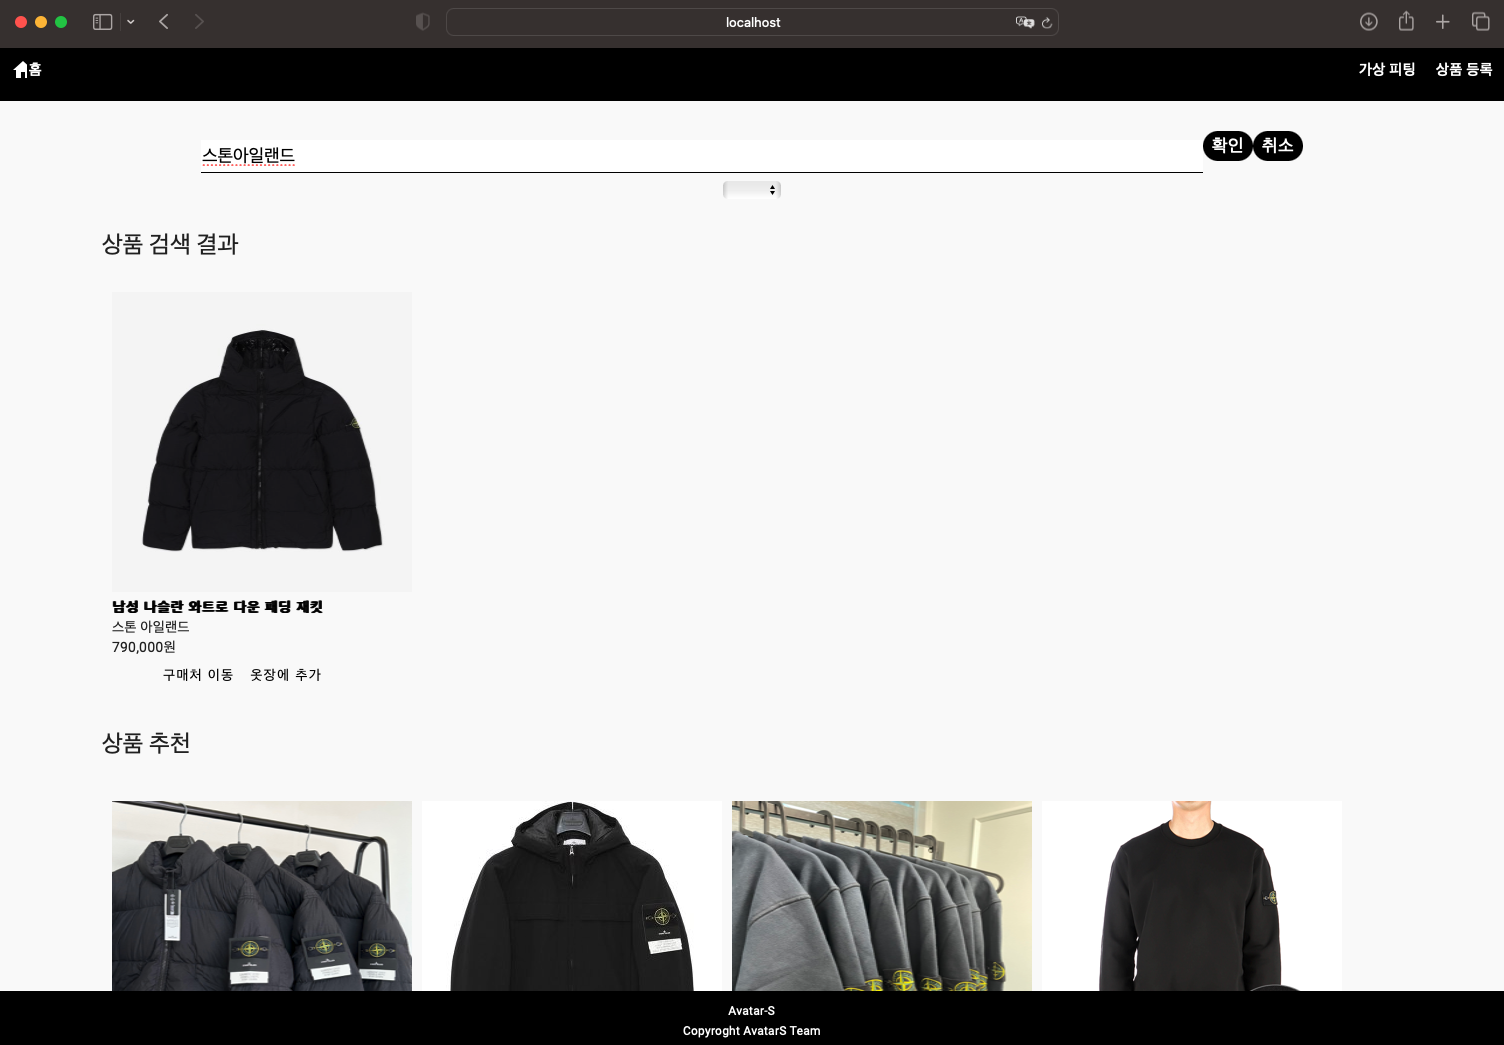 localhost
홈
가상 피팅 상품 등록
스톤아일랜드
확인 취소
상품 검색 결과
남성 나슬란 와트로 다운 패딩 재킷
스톤 아일랜드
790,000원
구매처 이동 옷장에 추가
상품 추천
Avatar-S
Copyroght AvatarS Team